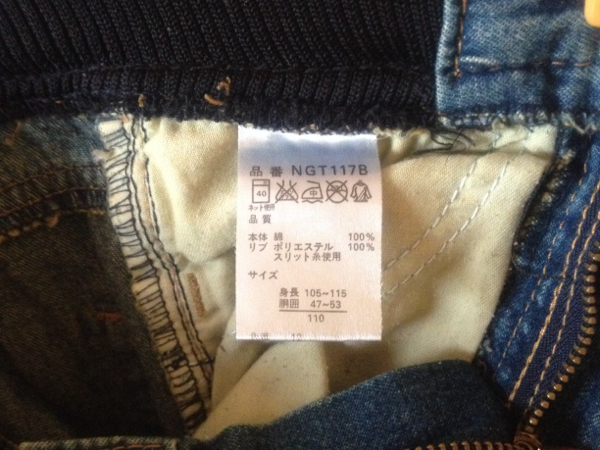 品番 NGT117B
40 中
ネット使用
品質
本体 綿 100%
リブ ポリエステル 100%
スリット糸使用
サイズ
身長 105~115
胴囲 47~53
110